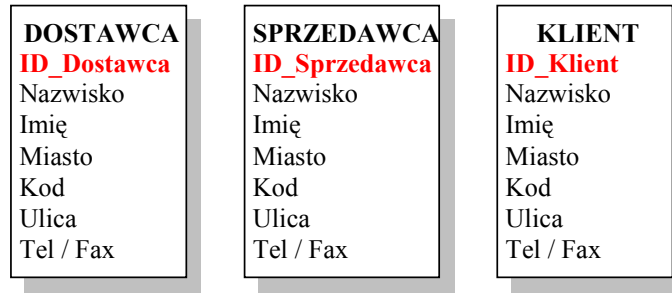 DOSTAWCA
ID_Dostawca
Nazwisko
Imię
Miasto
Kod
Ulica
Tel / Fax
SPRZEDAWCA
ID_Sprzedawca
Nazwisko
Imię
Miasto
Kod
Ulica
Tel / Fax
KLIENT
ID_Klient
Nazwisko
Imię
Miasto
Kod
Ulica
Tel / Fax